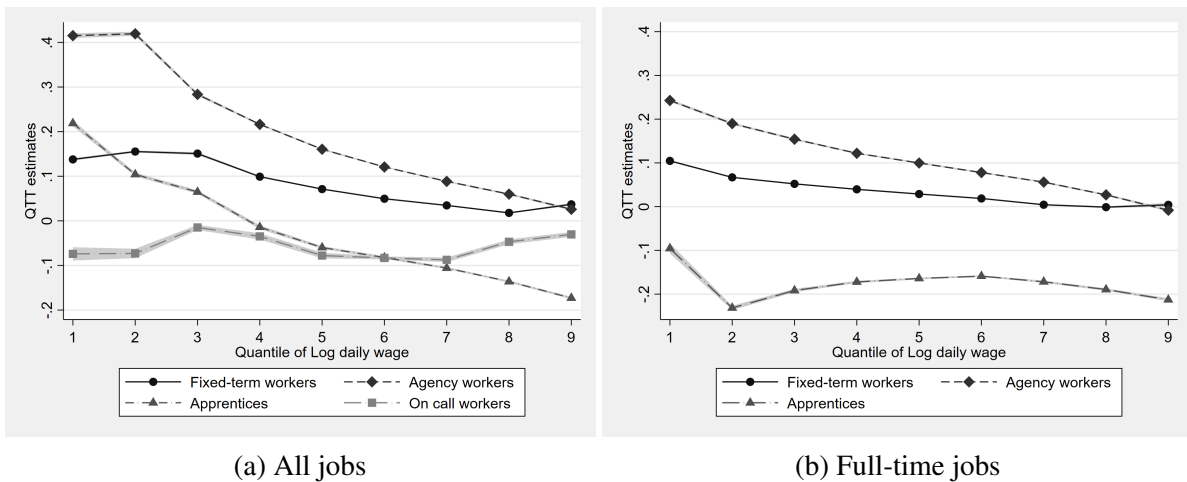 QTT estimates
.4
.3
.2
.1
0
-.1
-.2
1 2 3 4 5 6 7 8 9
Quantile of Log daily wage
Fixed-term workers Agency workers
Apprentices On call workers
(a) All jobs
QTT estimates
.4
.3
.2
.1
0
-.1
-.2
1 2 3 4 5 6 7 8 9
Quantile of Log daily wage
Fixed-term workers Agency workers
Apprentices
(b) Full-time jobs